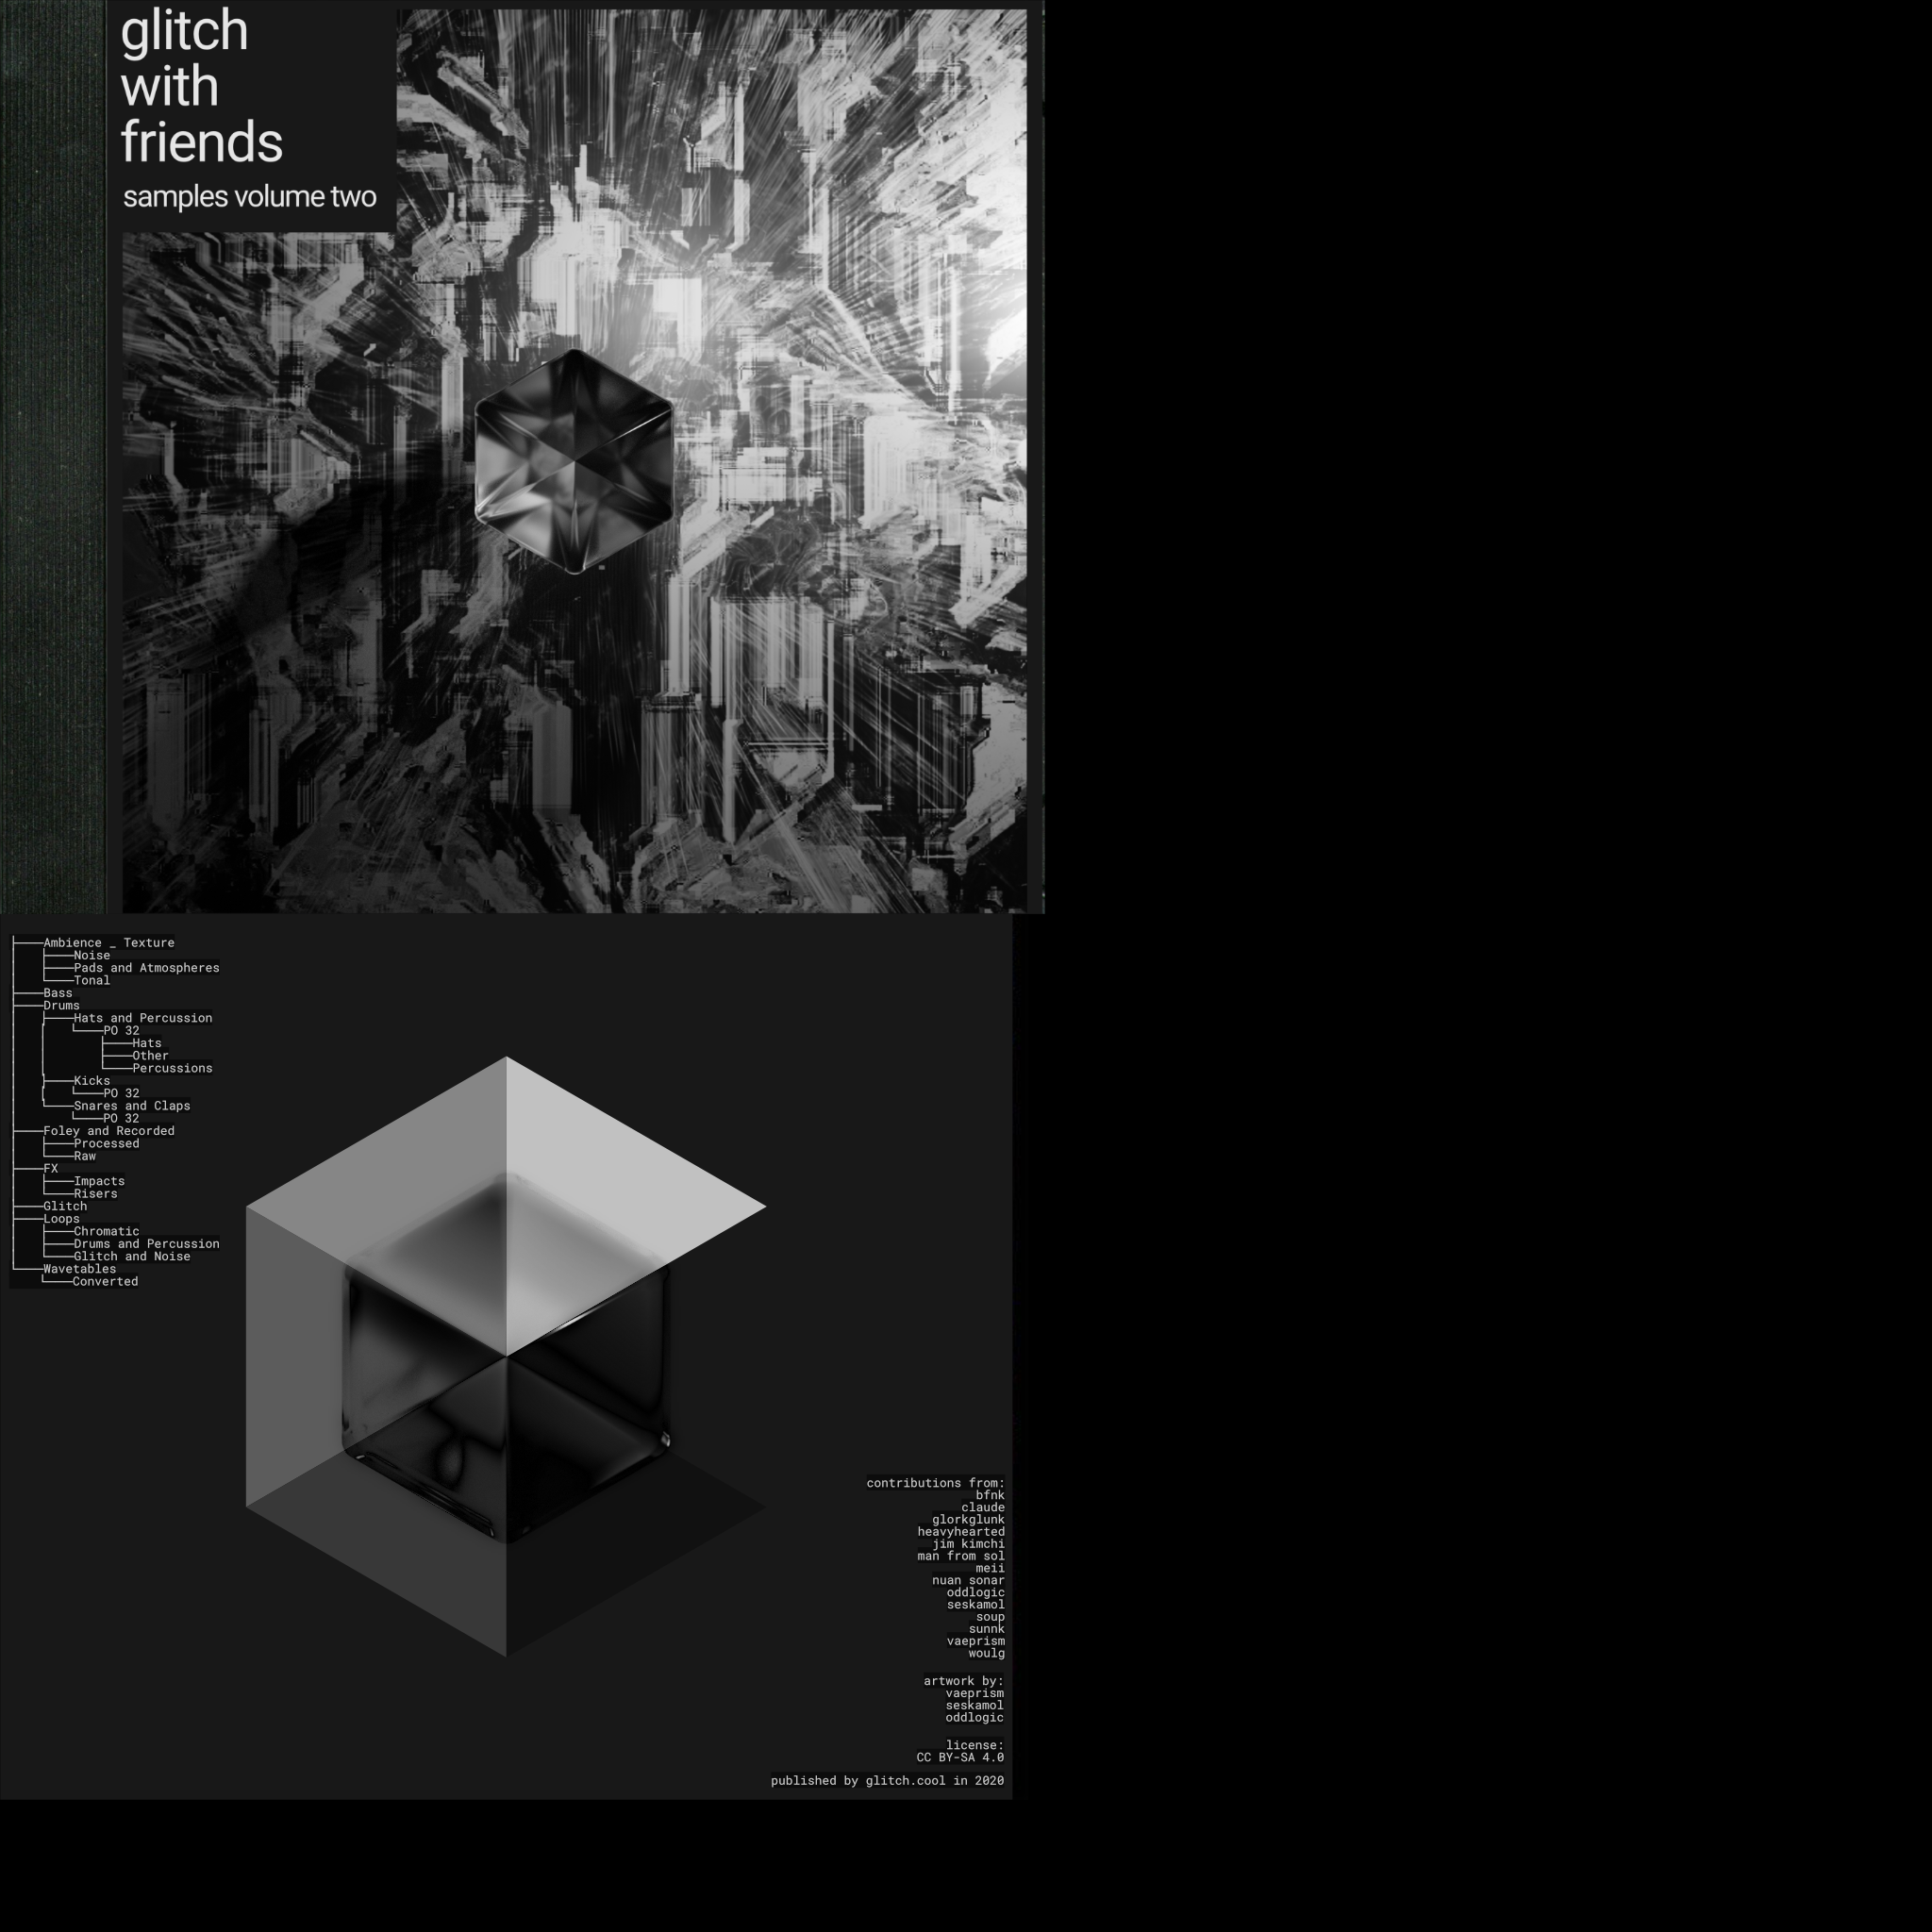 glitch
with
friends
samples volume two
├───Ambience _ Texture
│   ├───Noise
│   ├───Pads and Atmospheres
│   └───Tonal
├───Bass
├───Drums
│   ├───Hats and Percussion
│   │   └───PO 32
│   │       ├───Hats
│   │       ├───Other
│   │       └───Percussions
│   ├───Kicks
│   │   └───PO 32
│   └───Snares and Claps
│       └───PO 32
├───Foley and Recorded
│   ├───Processed
│   └───Raw
├───FX
│   ├───Impacts
│   └───Risers
├───Glitch
├───Loops
│   ├───Chromatic
│   ├───Drums and Percussion
│   └───Glitch and Noise
└───Wavetables
    └───Converted
contributions from:
bfnk
claude
glorkglunk
heavyhearted
jim kimchi
man from sol
meii
nuan sonar
oddlogic
seskamol
soup
sunnk
vaeprism
woulg
artwork by:
vaeprism
seskamol
oddlogic
license:
CC BY-SA 4.0
published by glitch.cool in 2020